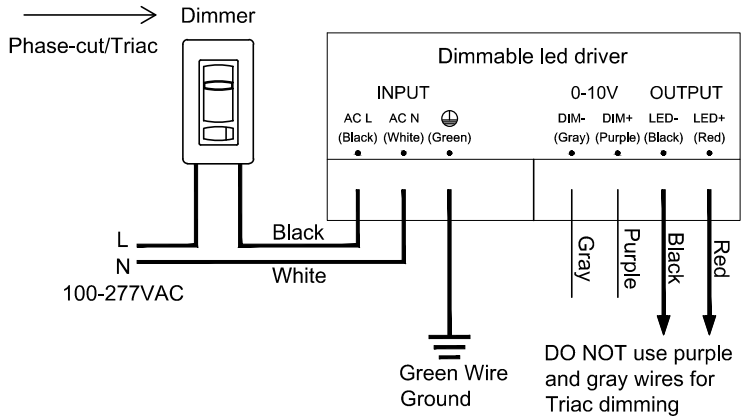 Dimmer
Phase-cut/Triac
Dimmable led driver
INPUT
0-10V OUTPUT
AC L AC N DIM- DIM+ LED- LED+
(Black) (White) (Green) (Gray) (Purple) (Black) (Red)
L
Black
N
White
100-277VAC
Gray
Purple
Black
Red
Green Wire
Ground
DO NOT use purple
and gray wires for
Triac dimming